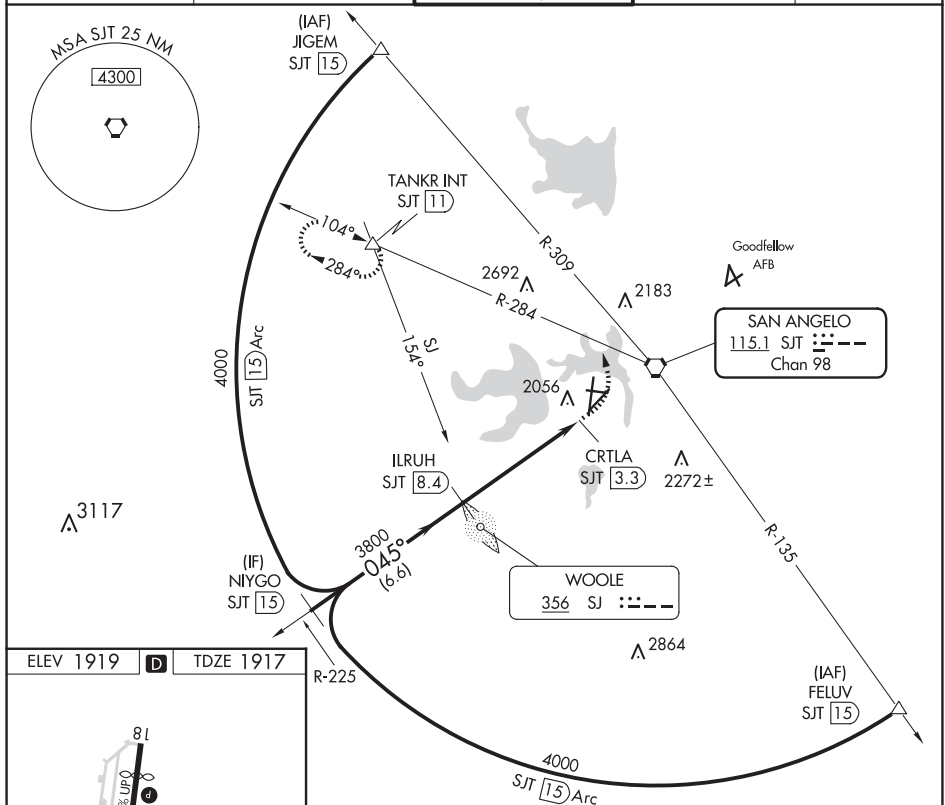 MSA SJT 25 NM
4300
(IAF)
JIGEM
SJT 15
TANKR INT
SJT 11
104°
284°
R-309
R-284
SJ
154°
2692
2183
Goodfellow
AFB
SAN ANGELO
115.1 SJT
Chan 98
4000
SJT 15 Arc
2056
CRTLA
SJT 3.3
2272±
ILRUH
SJT 8.4
3117
3800
045°
(6.6)
(IF)
NIYGO
SJT 15
R-225
WOOLE
356 SJ
R-135
2864
(IAF)
FELUV
SJT 15
4000
SJT 15 Arc
ELEV 1919 D TDZE 1917
18
UP
P